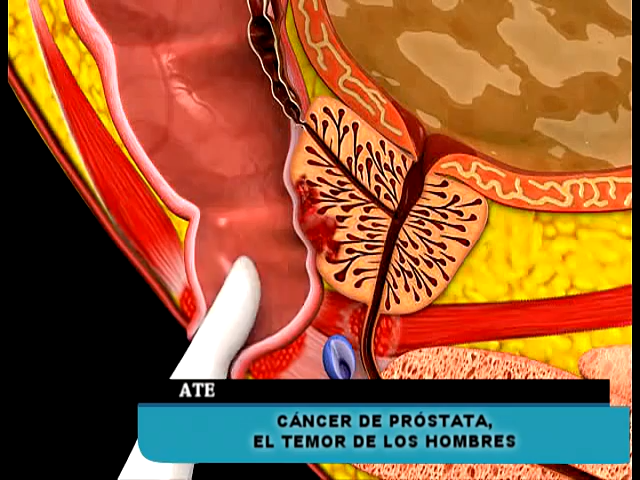 ATE
CÁNCER DE PRÓSTATA,
EL TEMOR DE LOS HOMBRES